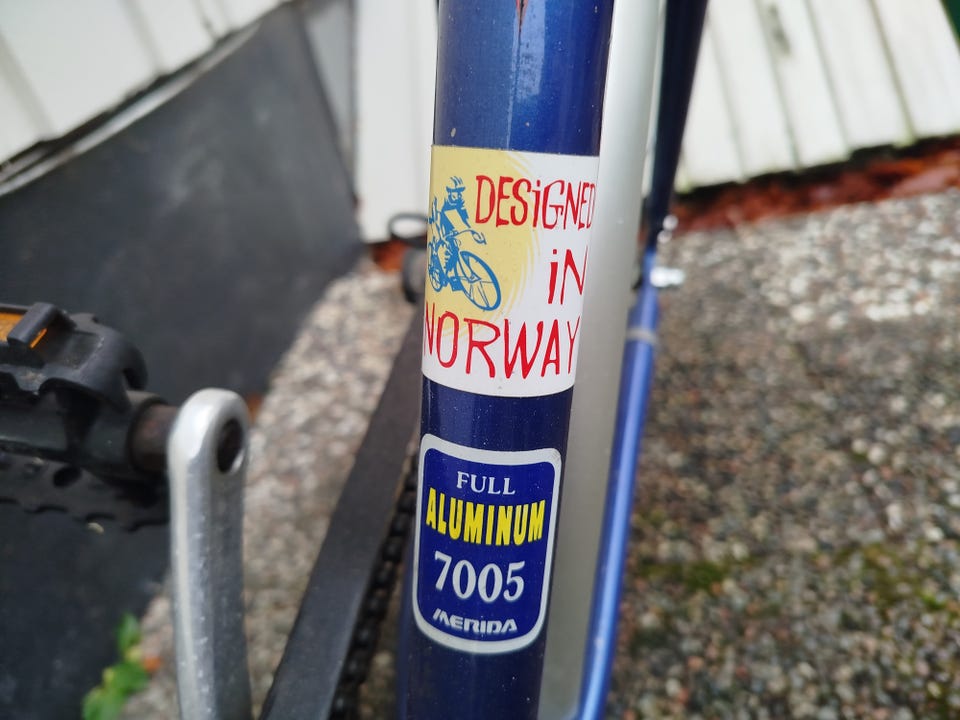 DESiGNED
iN
NORWAY
FULL
ALUMINUM
7005
MERIDA